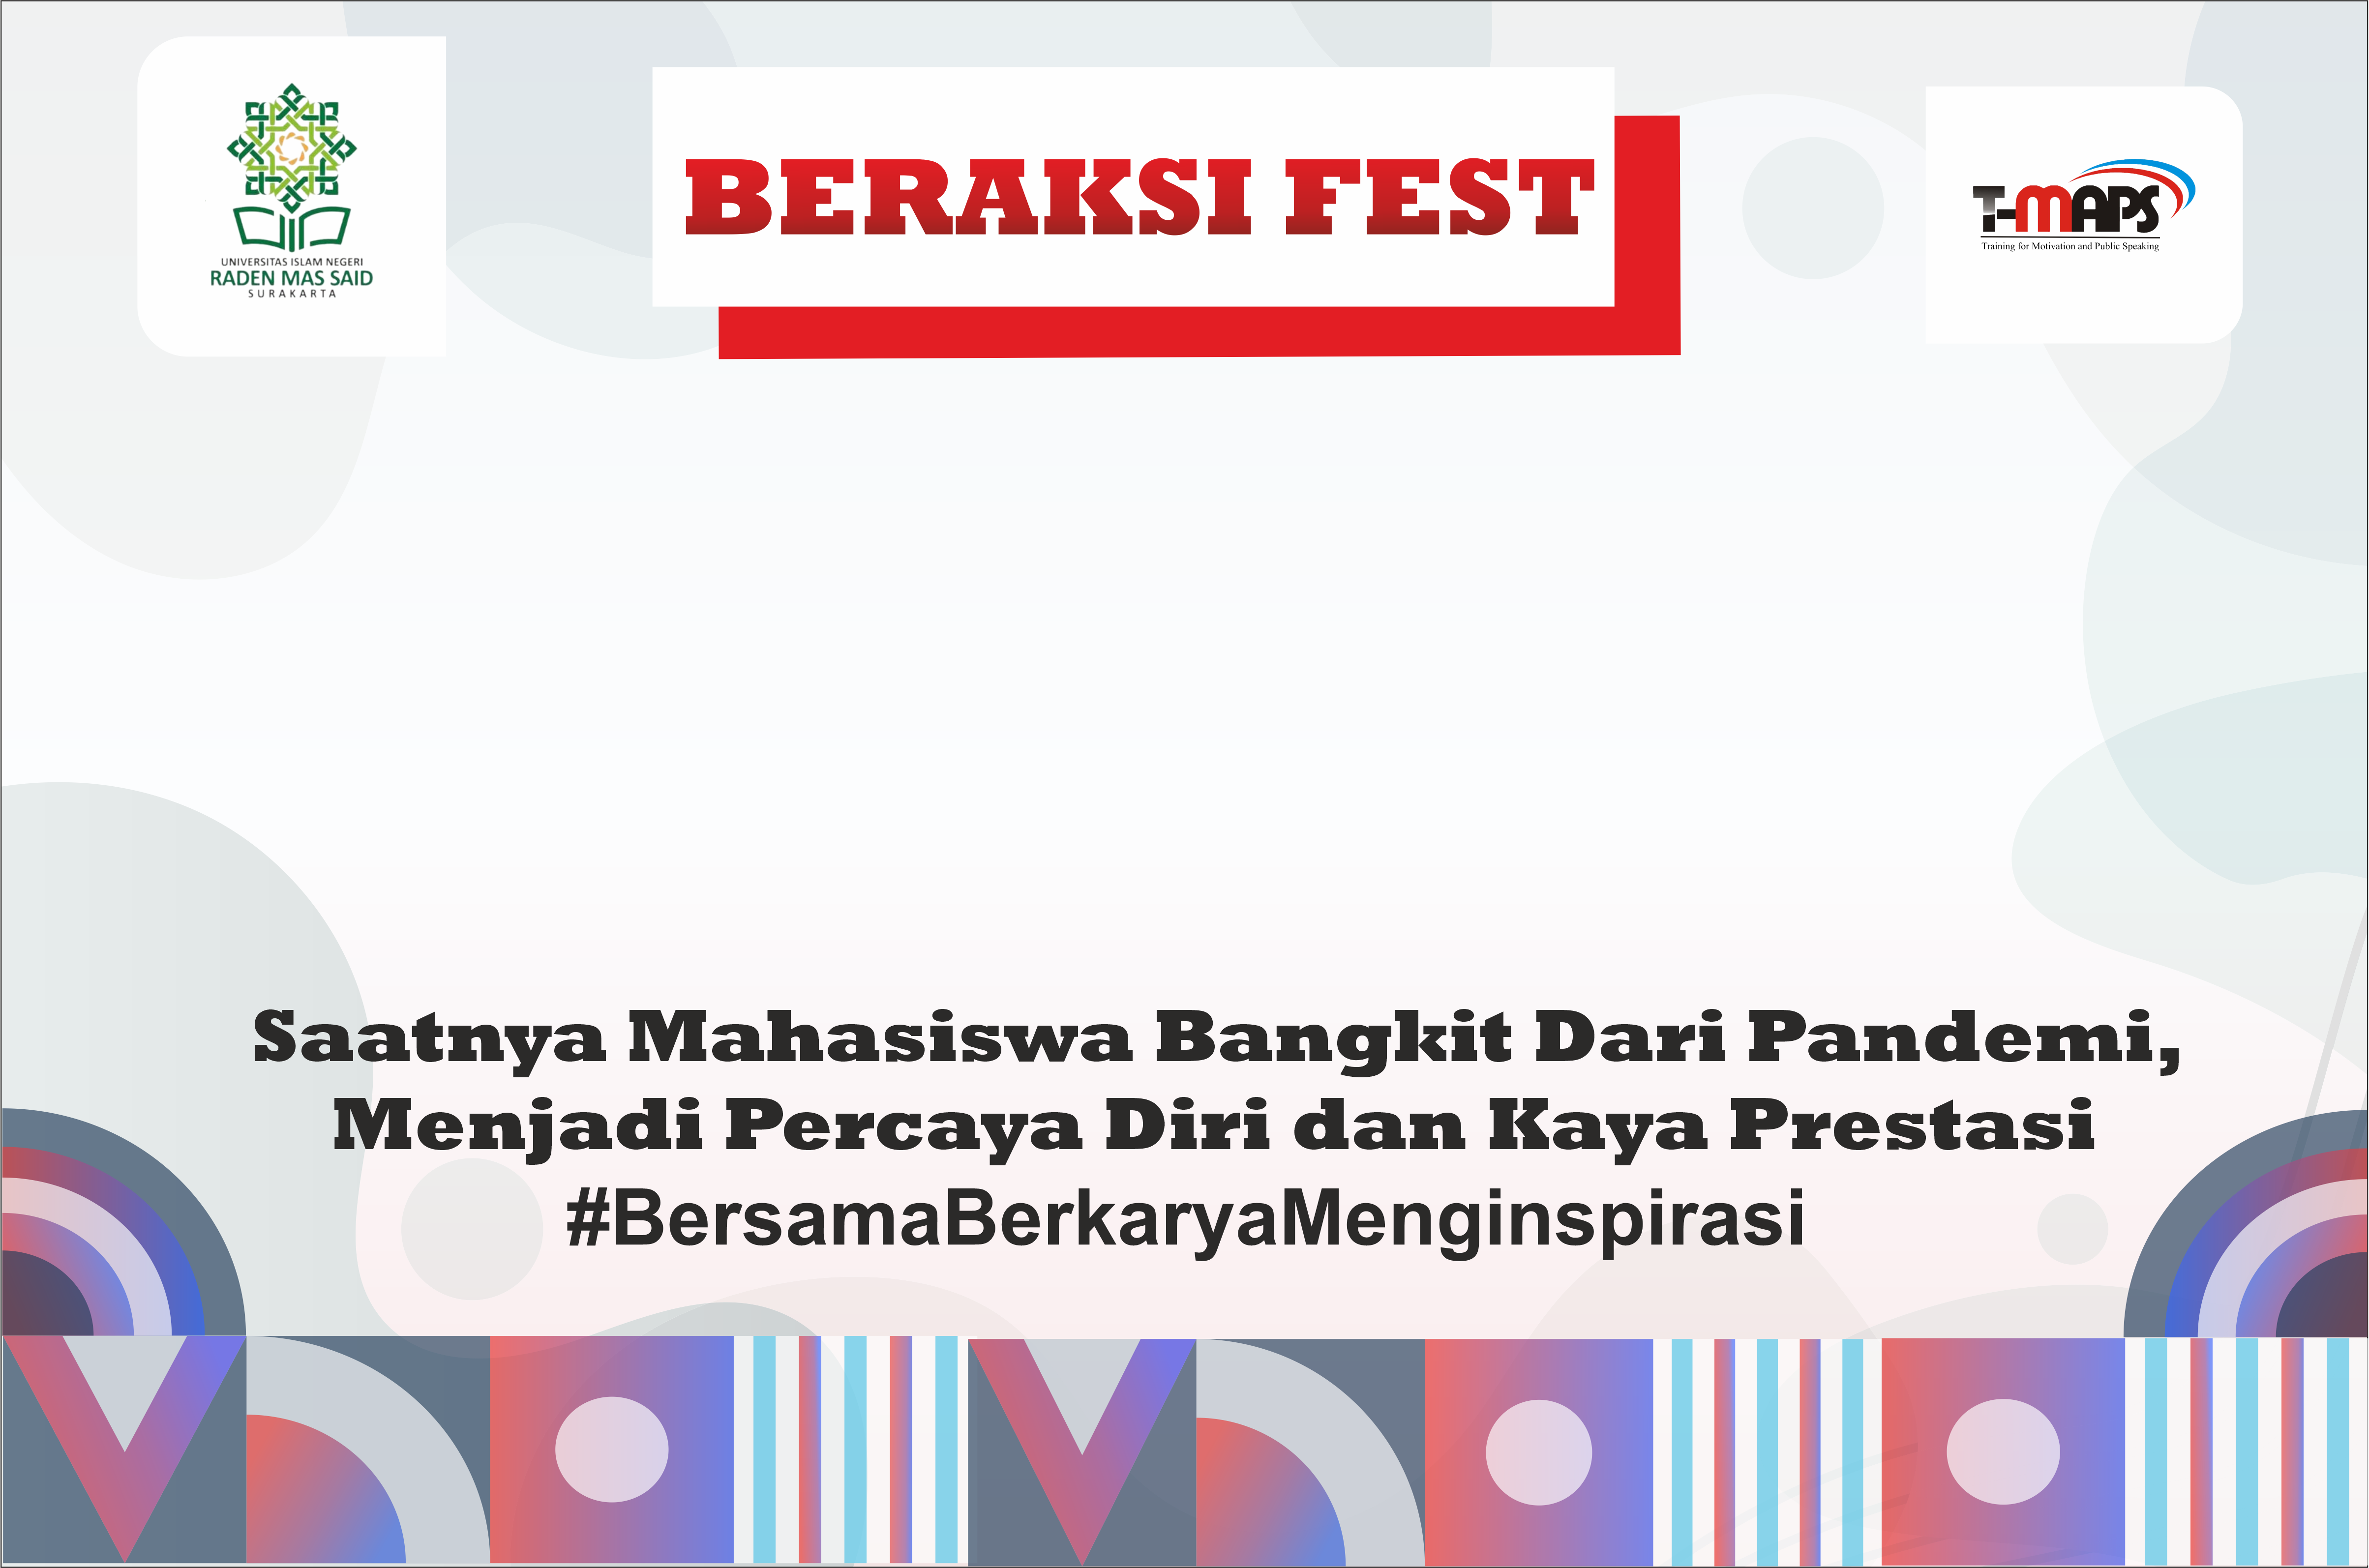 UNIVERSITAS ISLAM NEGERI
RADEN MAS SAID
SURAKARTA
BERAKSI FEST
T-MAPS
Training for Motivation and Public Speaking
Saatnya Mahasiswa Bangkit Dari Pandemi,
Menjadi Percaya Diri dan Kaya Prestasi
#BersamaBerkaryaMenginspirasi